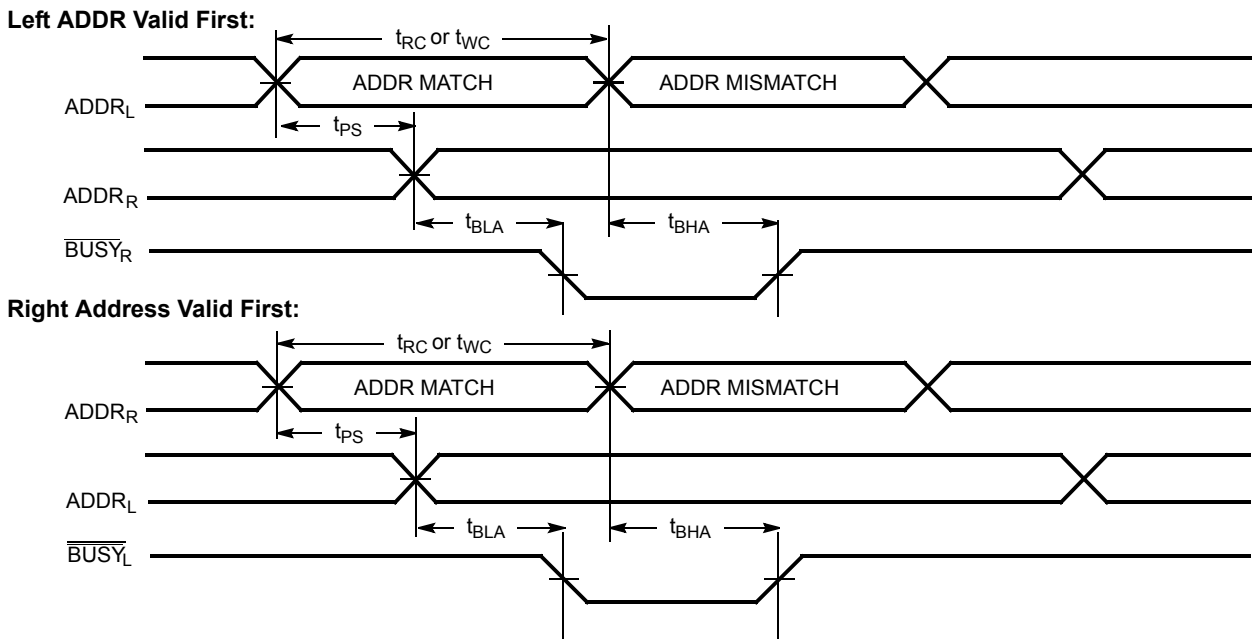 Left ADDR Valid First:
tRC or tWC
ADDR MATCH
ADDR MISMATCH
ADDRL
tPS
ADDRR
tBLA
tBHA
BUSYR
Right Address Valid First:
tRC or tWC
ADDR MATCH
ADDR MISMATCH
ADDRR
tPS
ADDRL
tBLA
tBHA
BUSYL